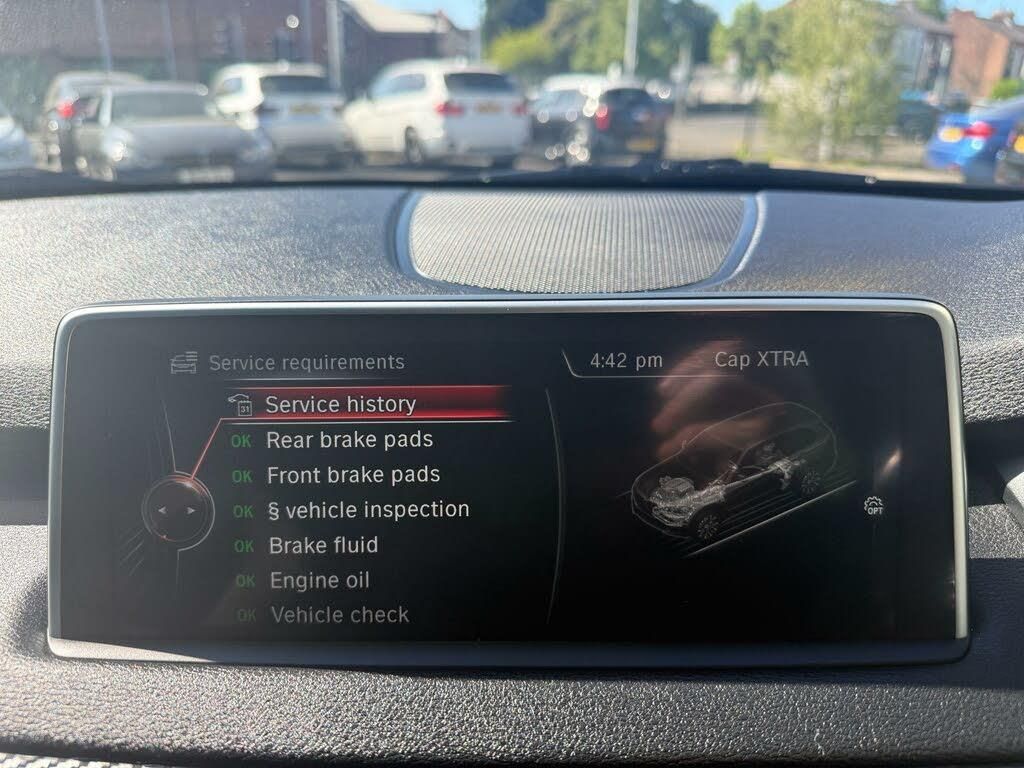 Service requirements
4:42 pm Cap XTRA
31 Service history
OK Rear brake pads
OK Front brake pads
OK § vehicle inspection
OK Brake fluid
OK Engine oil
OK Vehicle check
OPT